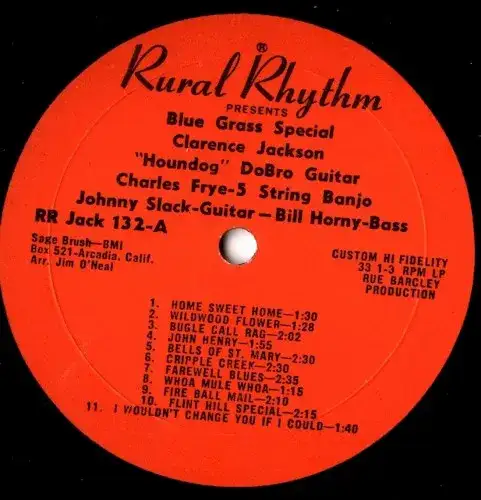 Rural Rhythm®
PRESENTS
Blue Grass Special
Clarence Jackson
"Houndog" DoBro Guitar
Charles Frye-5 String Banjo
Johnny Slack-Guitar—Bill Horny-Bass
RR Jack 132-A
Sage Brush—BMI
Box 521-Arcadia, Calif.
Arr. Jim O'Neal
CUSTOM HI FIDELITY
33 1-3 RPM LP
RUE BARCLEY
PRODUCTION
1. HOME SWEET HOME—1:30
2. WILDWOOD FLOWER—1:28
3. BUGLE CALL RAG—2:02
4. JOHN HENRY—1:55
5. BELLS OF ST. MARY—2:30
6. CRIPPLE CREEK—2:30
7. FAREWELL BLUES—2:35
8. WHOA MULE WHOA—1:15
9. FIRE BALL MAIL—2:10
10. FLINT HILL SPECIAL—2:15
11. I WOULDN'T CHANGE YOU IF I COULD—1:40